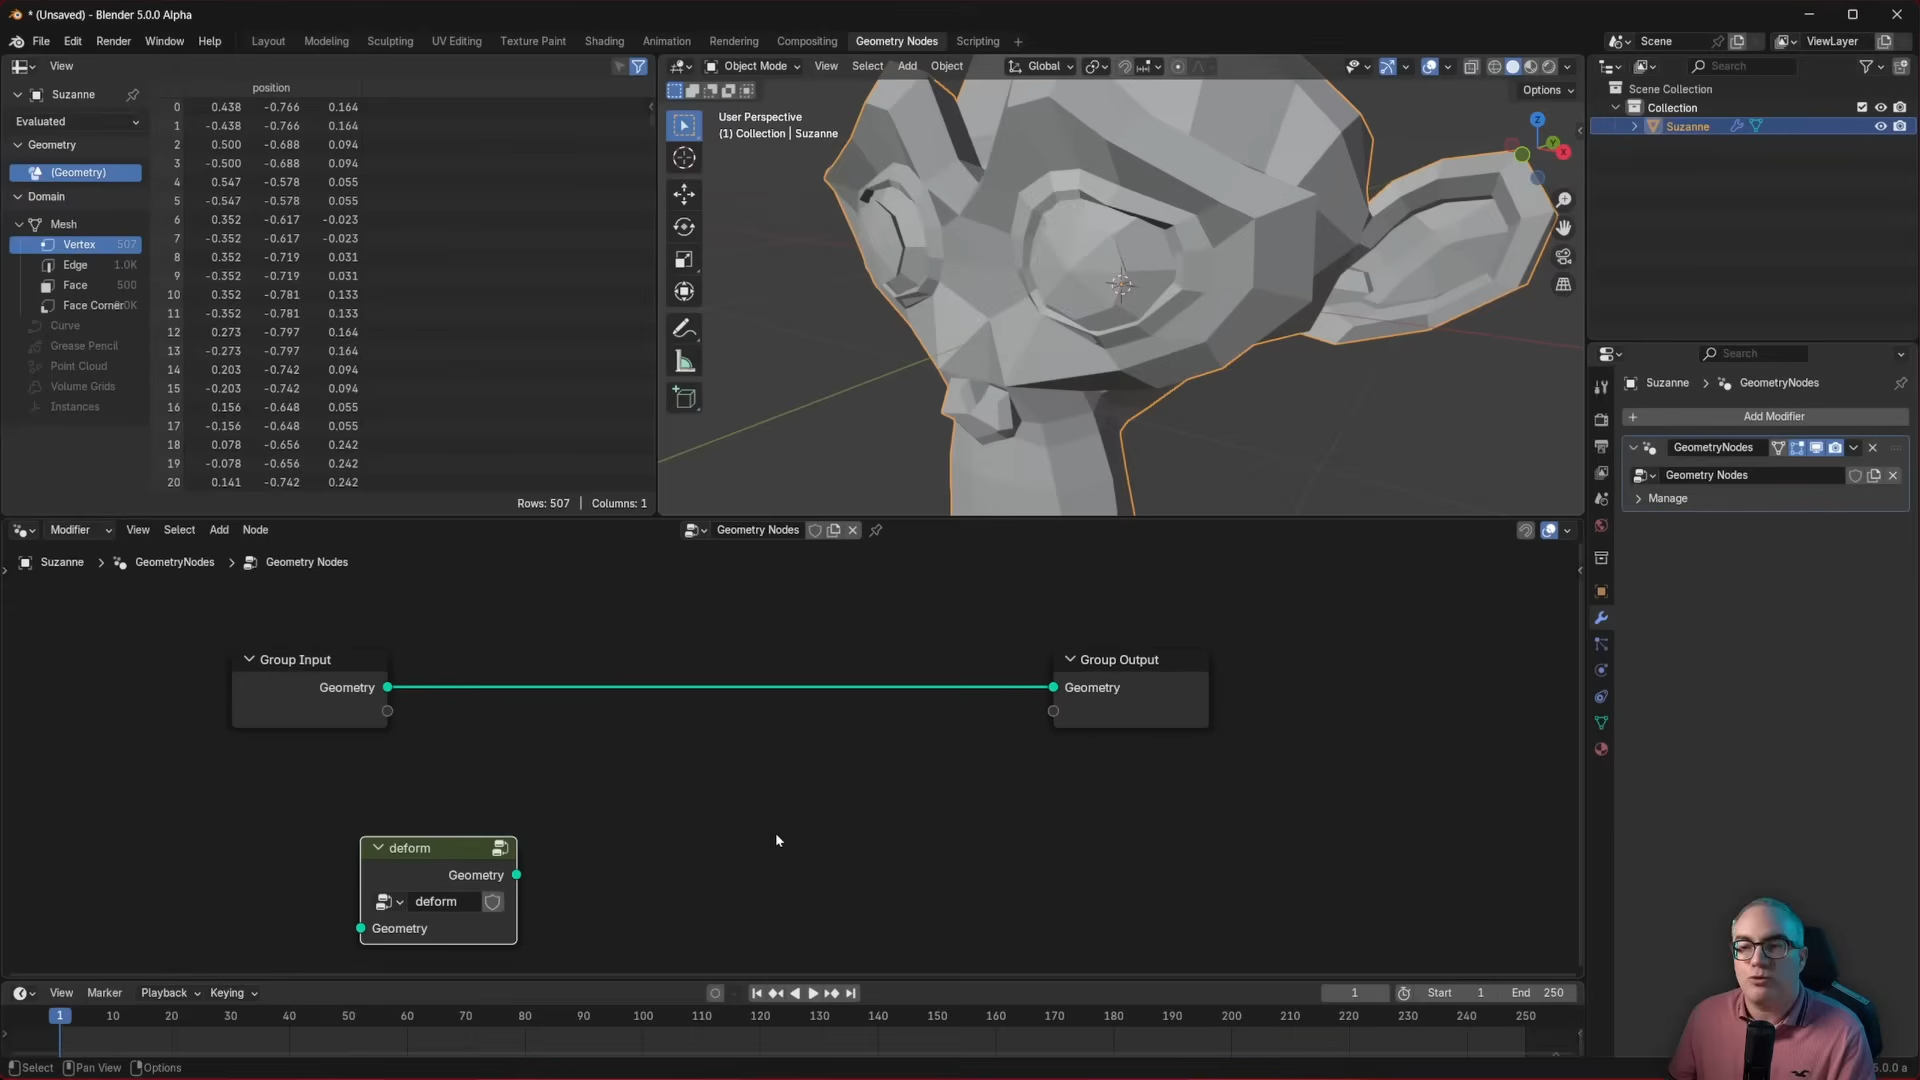 * (Unsaved) - Blender 5.0.0 Alpha
File Edit Render Window Help Layout Modeling Sculpting UV Editing Texture Paint Shading Animation Rendering Compositing Geometry Nodes Scripting + Scene ViewLayer
View
Object Mode View Select Add Object Global
Search
Options
Suzanne
Evaluated
Geometry
(Geometry)
Domain
Mesh
Vertex 507
Edge 1.0K
Face 500
Face Corner
Curve
Grease Pencil
Point Cloud
Volume Grids
Instances
position
0 0.438 -0.766 0.164
1 -0.438 -0.766 0.164
2 0.500 -0.688 0.094
3 -0.500 -0.688 0.094
4 0.547 -0.578 0.055
5 -0.547 -0.578 0.055
6 0.352 -0.617 -0.023
7 -0.352 -0.617 -0.023
8 0.352 -0.719 0.031
9 -0.352 -0.719 0.031
10 0.352 -0.781 0.133
11 -0.352 -0.781 0.133
12 0.273 -0.797 0.164
13 -0.273 -0.797 0.164
14 0.203 -0.742 0.094
15 -0.203 -0.742 0.094
16 0.156 -0.648 0.055
17 -0.156 -0.648 0.055
18 0.078 -0.656 0.242
19 -0.078 -0.656 0.242
20 0.141 -0.742 0.242
Rows: 507 | Columns: 1
User Perspective
(1) Collection | Suzanne
Z
Y
X
Scene Collection
Collection
Suzanne
Search
Suzanne > GeometryNodes
+ Add Modifier
GeometryNodes
Geometry Nodes
Manage
Modifier View Select Add Node Geometry Nodes
Suzanne > GeometryNodes > Geometry Nodes
Group Input
Geometry
Group Output
Geometry
deform
Geometry
deform
Geometry
View Marker Playback Keying 1 Start 1 End 250
1 10 20 30 40 50 60 70 80 90 100 110 120 130 140 150 160 170 180 190 200 210 220 230 240 250
Select Pan View Options
5.0.0 a